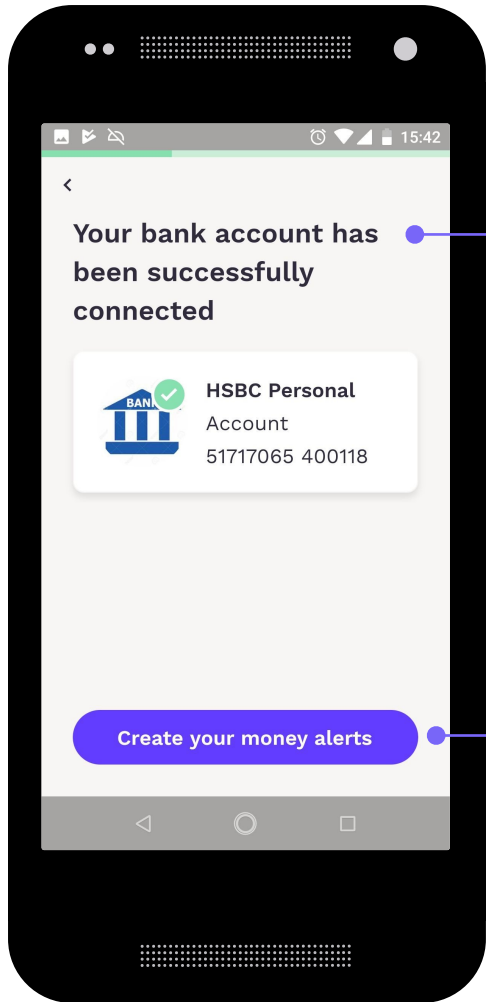 15:42
Your bank account has
been successfully
connected
BANK
HSBC Personal
Account
51717065 400118
Create your money alerts